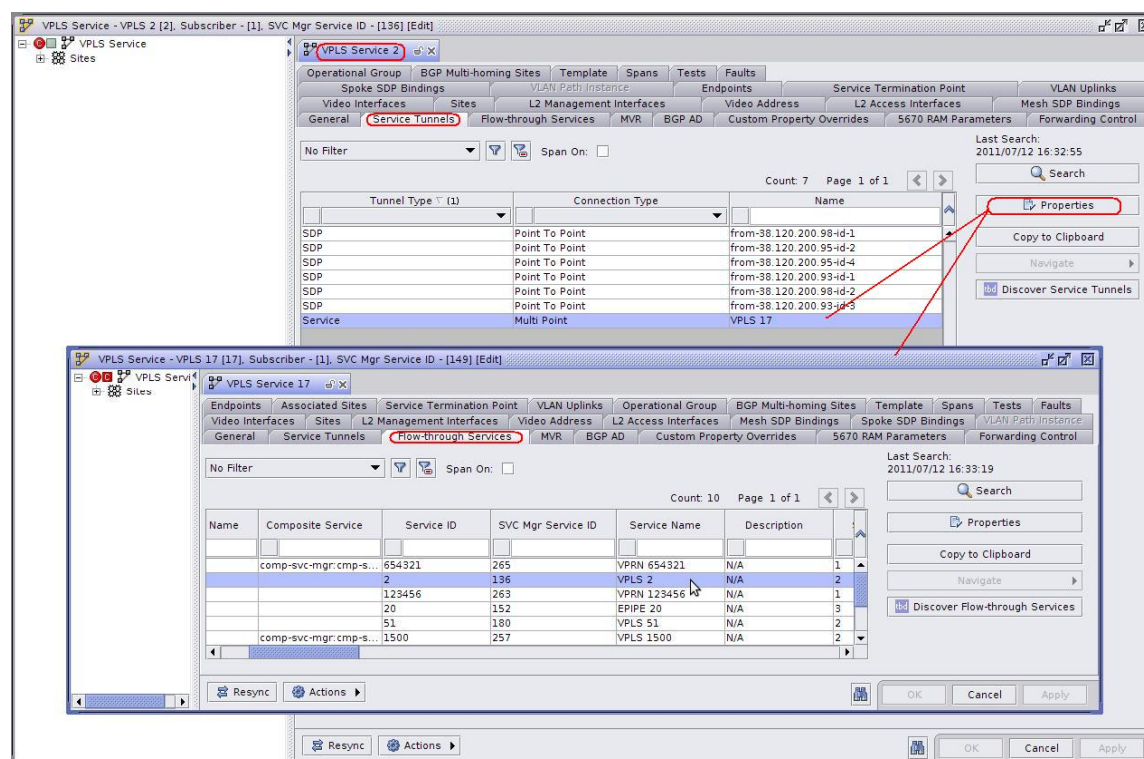 VPLS Service - VPLS 2 [2], Subscriber - [1], SVC Mgr Service ID - [136] [Edit]
VPLS Service
Sites
VPLS Service 2
Operational Group BGP Multi-homing Sites Template Spans Tests Faults
Spoke SDP Bindings VLAN Path Instance Endpoints Service Termination Point VLAN Uplinks
Video Interfaces Sites L2 Management Interfaces Video Address L2 Access Interfaces Mesh SDP Bindings
General Service Tunnels Flow-through Services MVR BGP AD Custom Property Overrides 5670 RAM Parameters Forwarding Control
No Filter Span On:
Last Search:
2011/07/12 16:32:55
Count: 7 Page 1 of 1
Search
Properties
Copy to Clipboard
Navigate
tbd Discover Service Tunnels
Tunnel Type (1) Connection Type Name
SDP Point To Point from-38.120.200.98-id-1
SDP Point To Point from-38.120.200.95-id-2
SDP Point To Point from-38.120.200.95-id-4
SDP Point To Point from-38.120.200.93-id-1
SDP Point To Point from-38.120.200.98-id-2
SDP Point To Point from-38.120.200.93-id-3
Service Multi Point VPLS 17
VPLS Service - VPLS 17 [17], Subscriber - [1], SVC Mgr Service ID - [149] [Edit]
VPLS Servi
Sites
VPLS Service 17
Endpoints Associated Sites Service Termination Point VLAN Uplinks Operational Group BGP Multi-homing Sites Template Spans Tests Faults
Video Interfaces Sites L2 Management Interfaces Video Address L2 Access Interfaces Mesh SDP Bindings Spoke SDP Bindings VLAN Path Instance
General Service Tunnels Flow-through Services MVR BGP AD Custom Property Overrides 5670 RAM Parameters Forwarding Control
No Filter Span On:
Last Search:
2011/07/12 16:33:19
Count: 10 Page 1 of 1
Search
Properties
Copy to Clipboard
Navigate
tbd Discover Flow-through Services
Name Composite Service Service ID SVC Mgr Service ID Service Name Description
comp-svc-mgr:cmp-s... 654321 265 VPRN 654321 N/A 1
2 136 VPLS 2 N/A 2
123456 263 VPRN 123456 N/A 1
20 152 EPIPE 20 N/A 3
51 180 VPLS 51 N/A 2
comp-svc-mgr:cmp-s... 1500 257 VPLS 1500 N/A 2
Resync Actions OK Cancel Apply
Resync Actions OK Cancel Apply